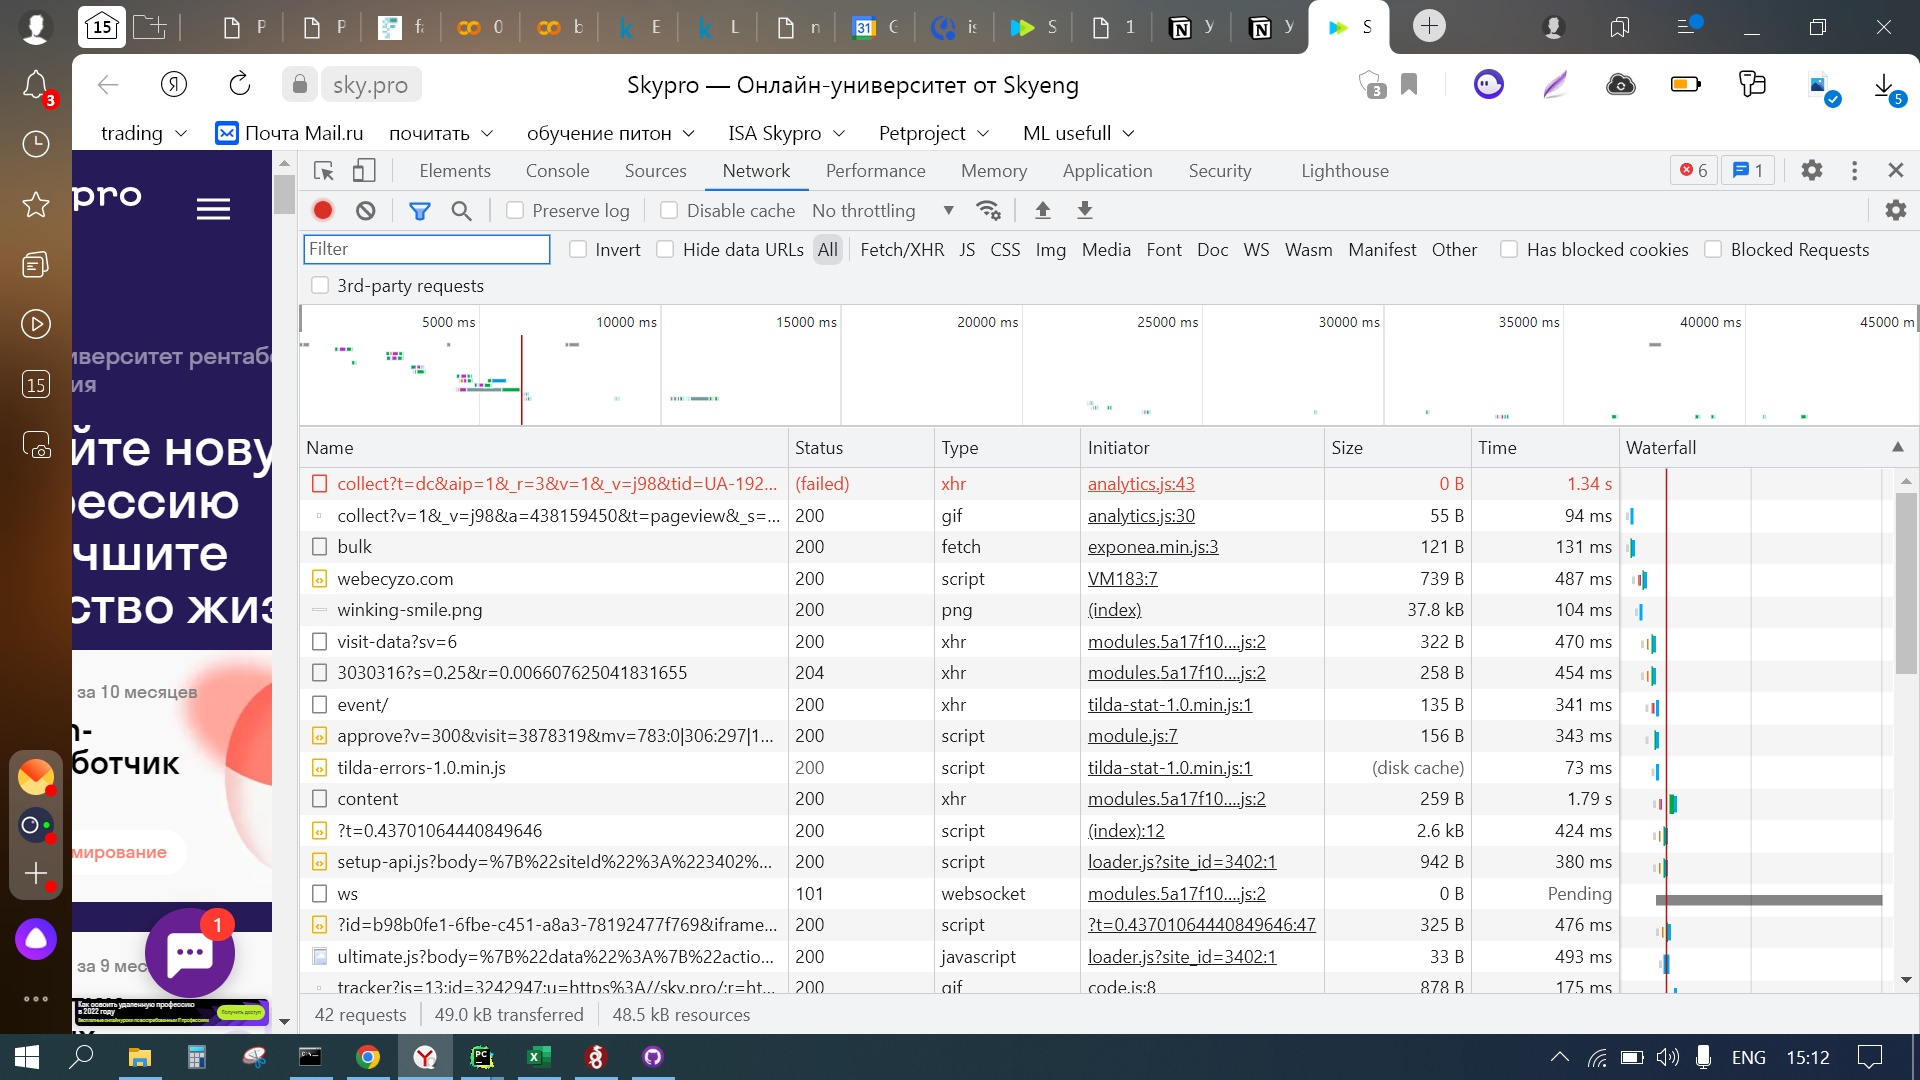 15
P
P
fa
0
b
E
L
n
31
C
is
S
1
У
У
S
3
Я
sky.pro
Skypro — Онлайн-университет от Skyeng
3
5
trading
Почта Mail.ru
почитать
обучение питон
ISA Skypro
Petproject
ML usefull
15
1
pro
иверситет рентабе
ия
йте нову
рессию
чшите
ство жиз
за 10 месяцев
n-
ботчик
мирование
за 9 мес
Как освоить удаленную профессию
в 2022 году
Получить доступ
Elements
Console
Sources
Network
Performance
Memory
Application
Security
Lighthouse
6
1
Preserve log
Disable cache
No throttling
Filter
Invert
Hide data URLs
All
Fetch/XHR
JS
CSS
Img
Media
Font
Doc
WS
Wasm
Manifest
Other
Has blocked cookies
Blocked Requests
3rd-party requests
5000 ms
10000 ms
15000 ms
20000 ms
25000 ms
30000 ms
35000 ms
40000 ms
45000 m
Name Status Type Initiator Size Time Waterfall
collect?t=dc&aip=1&_r=3&v=1&_v=j98&tid=UA-192... (failed) xhr analytics.js:43 0 B 1.34 s
collect?v=1&_v=j98&a=438159450&t=pageview&_s=... 200 gif analytics.js:30 55 B 94 ms
bulk 200 fetch exponea.min.js:3 121 B 131 ms
webecyzo.com 200 script VM183:7 739 B 487 ms
winking-smile.png 200 png (index) 37.8 kB 104 ms
visit-data?sv=6 200 xhr modules.5a17f10....js:2 322 B 470 ms
3030316?s=0.25&r=0.006607625041831655 204 xhr modules.5a17f10....js:2 258 B 454 ms
event/ 200 xhr tilda-stat-1.0.min.js:1 135 B 341 ms
approve?v=300&visit=3878319&mv=783:0|306:297|1... 200 script module.js:7 156 B 343 ms
tilda-errors-1.0.min.js 200 script tilda-stat-1.0.min.js:1 (disk cache) 73 ms
content 200 xhr modules.5a17f10....js:2 259 B 1.79 s
?t=0.43701064440849646 200 script (index):12 2.6 kB 424 ms
setup-api.js?body=%7B%22siteId%22%3A%223402%... 200 script loader.js?site_id=3402:1 942 B 380 ms
ws 101 websocket modules.5a17f10....js:2 0 B Pending
?id=b98b0fe1-6fbe-c451-a8a3-78192477f769&iframe... 200 script ?t=0.43701064440849646:47 325 B 476 ms
ultimate.js?body=%7B%22data%22%3A%7B%22actio... 200 javascript loader.js?site_id=3402:1 33 B 493 ms
tracker?js=13;id=3242947;u=https%3A//sky.pro/;r=ht... 200 gif code.js:8 878 B 175 ms
42 requests
49.0 kB transferred
48.5 kB resources
PC
ENG
15:12